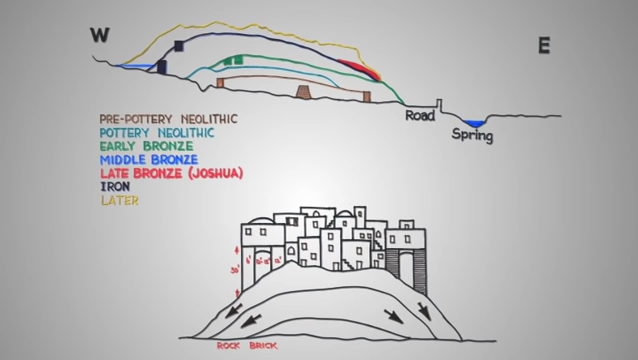 W
E
Road
Spring
PRE-POTTERY NEOLITHIC
POTTERY NEOLITHIC
EARLY BRONZE
MIDDLE BRONZE
LATE BRONZE (JOSHUA)
IRON
LATER
ROCK BRICK